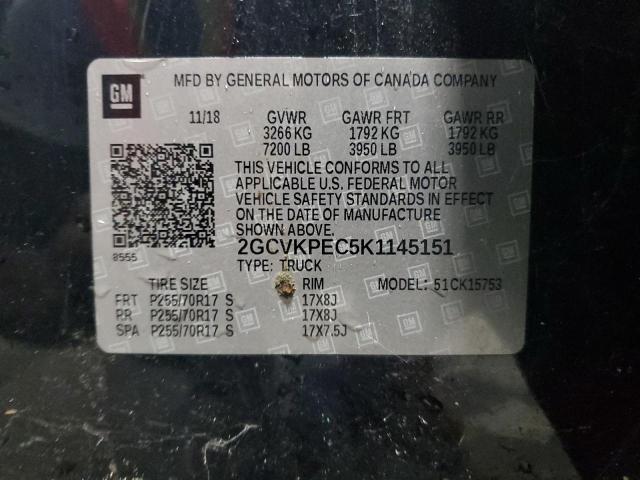 GM MFD BY GENERAL MOTORS OF CANADA COMPANY
11/18 GVWR GAWR FRT GAWR RR
3266 KG 1792 KG 1792 KG
7200 LB 3950 LB 3950 LB
THIS VEHICLE CONFORMS TO ALL
APPLICABLE U.S. FEDERAL MOTOR
VEHICLE SAFETY STANDARDS IN EFFECT
ON THE DATE OF MANUFACTURE
SHOWN ABOVE.
2GCVKPEC5K1145151
8555
TYPE: TRUCK
TIRE SIZE RIM MODEL: 51CK15753
FRT P255/70R17 S 17X8J
RR P255/70R17 S 17X8J
SPA P255/70R17 S 17X7.5J